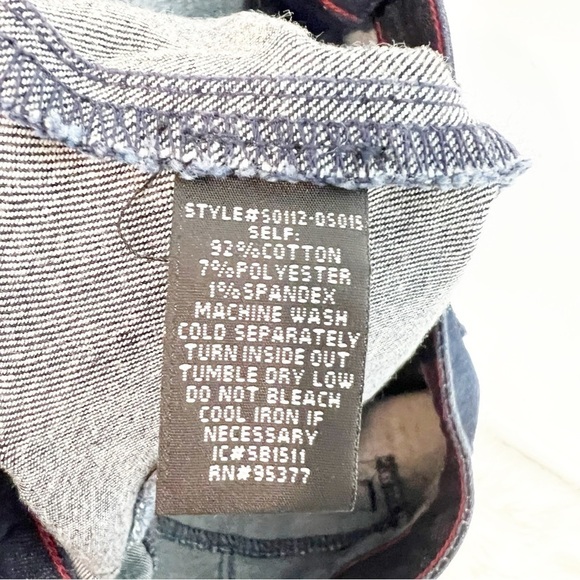 STYLE#S0112-DS015
SELF:
92%COTTON
7%POLYESTER
1%SPANDEX
MACHINE WASH
COLD SEPARATELY
TURN INSIDE OUT
TUMBLE DRY LOW
DO NOT BLEACH
COOL IRON IF
NECESSARY
IC#SB1511
RN#95377